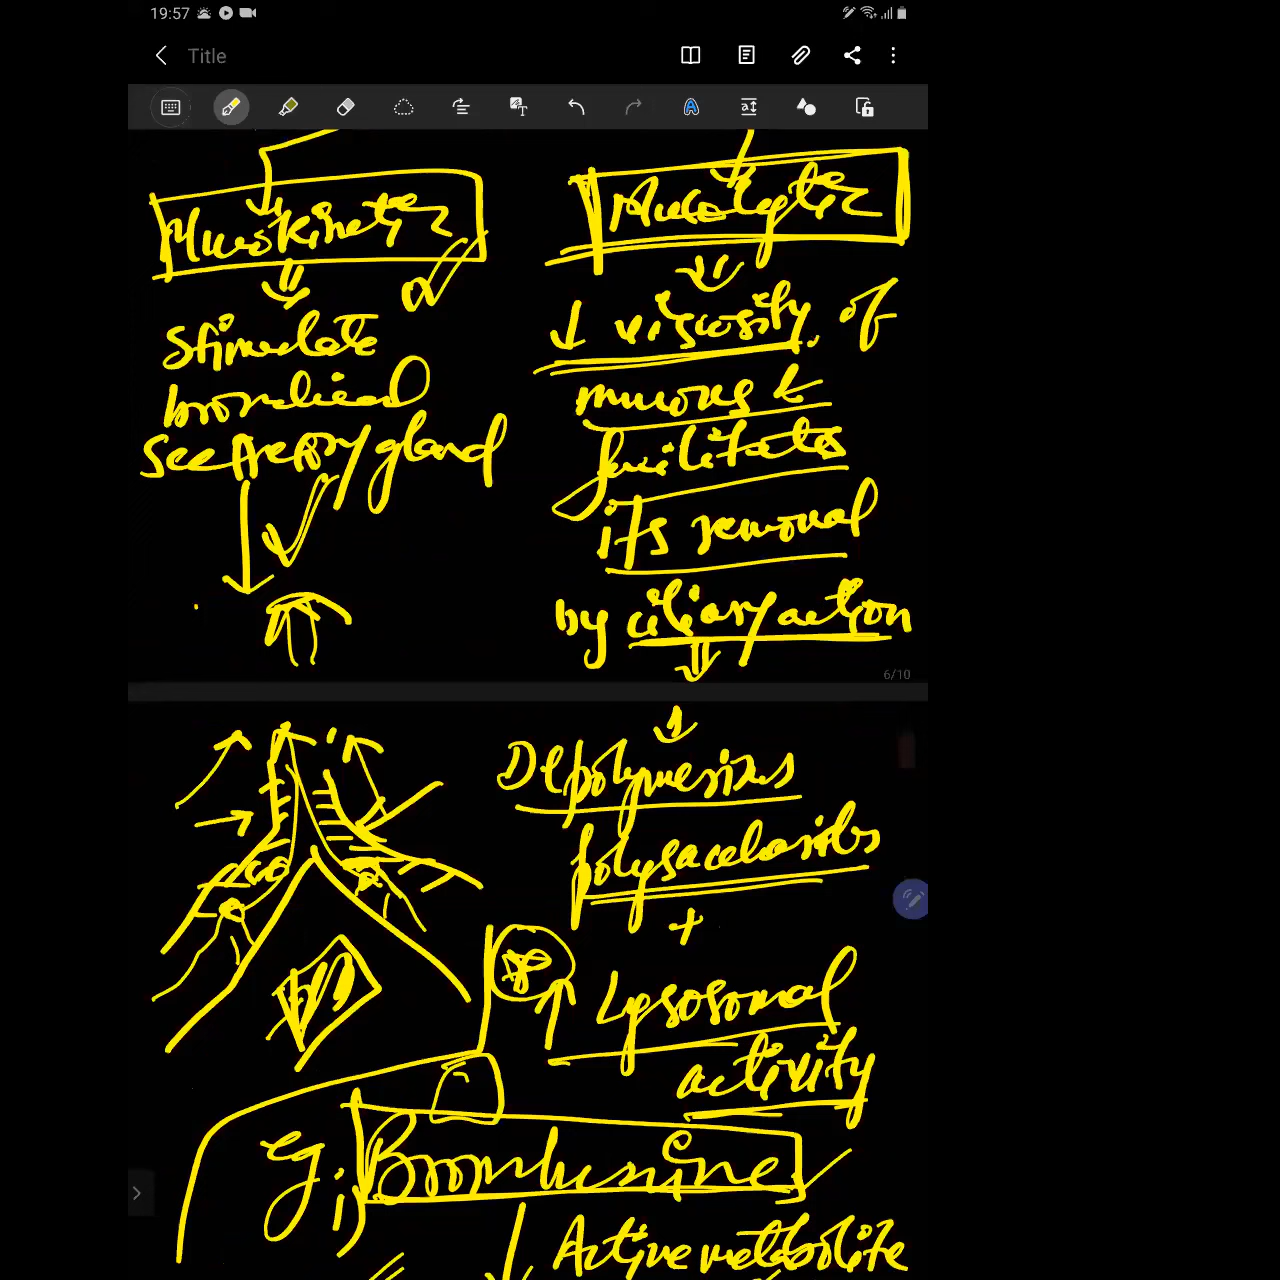 19:57
Title
Mucokinetic
Stimulate
bronchial
secretory gland
Mucolytic
↓ viscosity of
mucous &
facilitates
its removal
by ciliary action
6/10
Depolymerises
polysaccharides
+
↑ Lysosomal
activity
eg; i) Bromhexine
Active metabolite